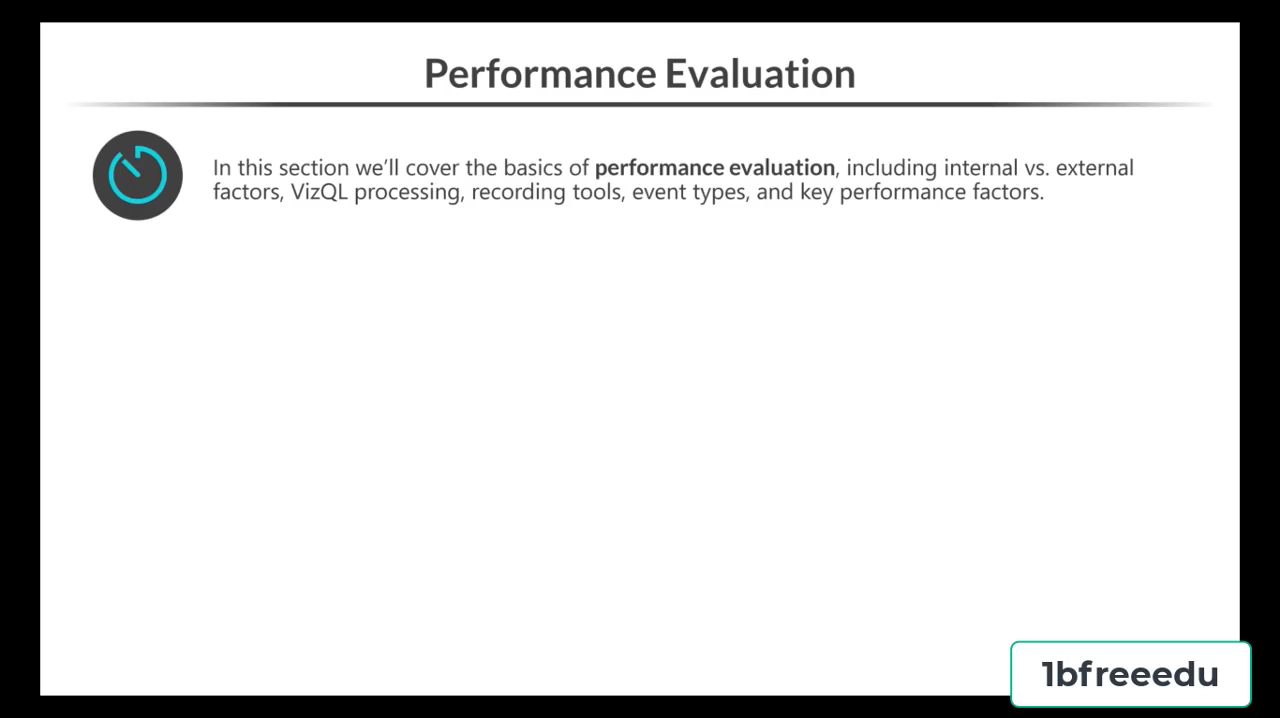 Performance Evaluation
In this section we'll cover the basics of performance evaluation, including internal vs. external
factors, VizQL processing, recording tools, event types, and key performance factors.
1bfreeedu